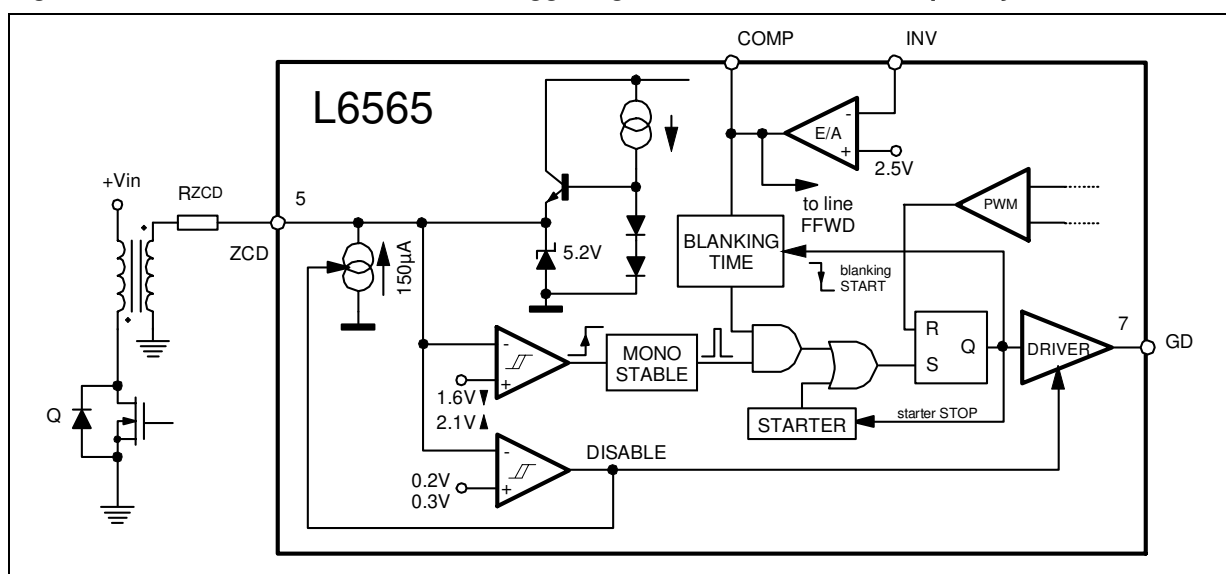 COMP
INV
L6565
E/A
-
+
2.5V
to line
FFWD
PWM
+Vin
RZCD
5
ZCD
150µA
5.2V
BLANKING
TIME
blanking
START
R
S
Q
7
DRIVER
GD
-
+
1.6V
2.1V
MONO
STABLE
STARTER
starter STOP
Q
-
+
0.2V
0.3V
DISABLE